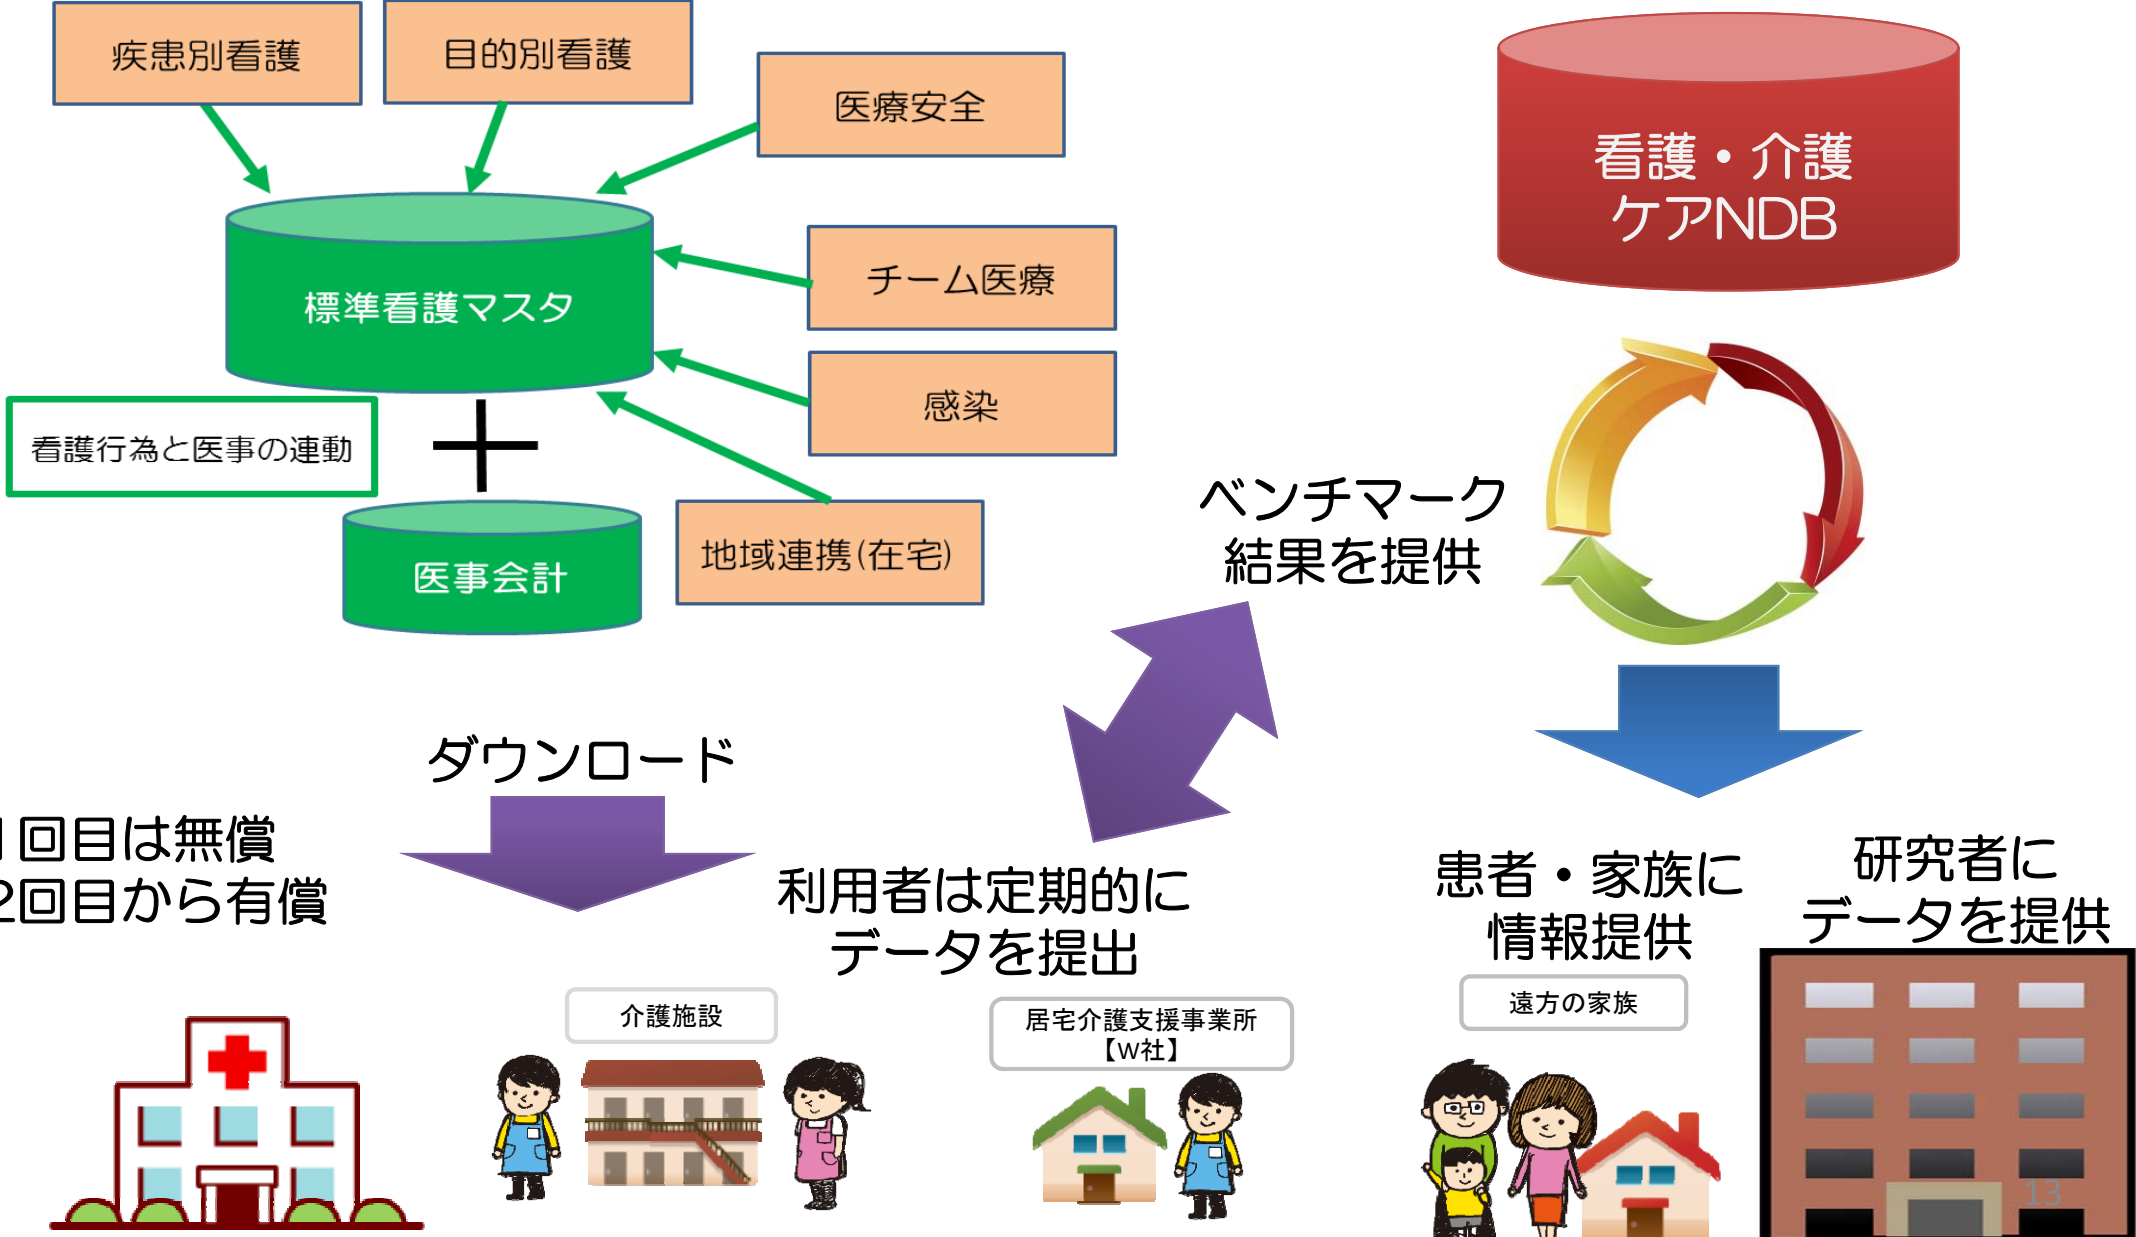 疾患別看護
目的別看護
医療安全
看護・介護
ケアNDB
標準看護マスタ
チーム医療
感染
看護行為と医事の連動
地域連携(在宅)
医事会計
ベンチマーク
結果を提供
ダウンロード
1回目は無償
2回目から有償
利用者は定期的に
データを提出
患者・家族に
情報提供
研究者に
データを提供
介護施設
居宅介護支援事業所
【W社】
遠方の家族
13